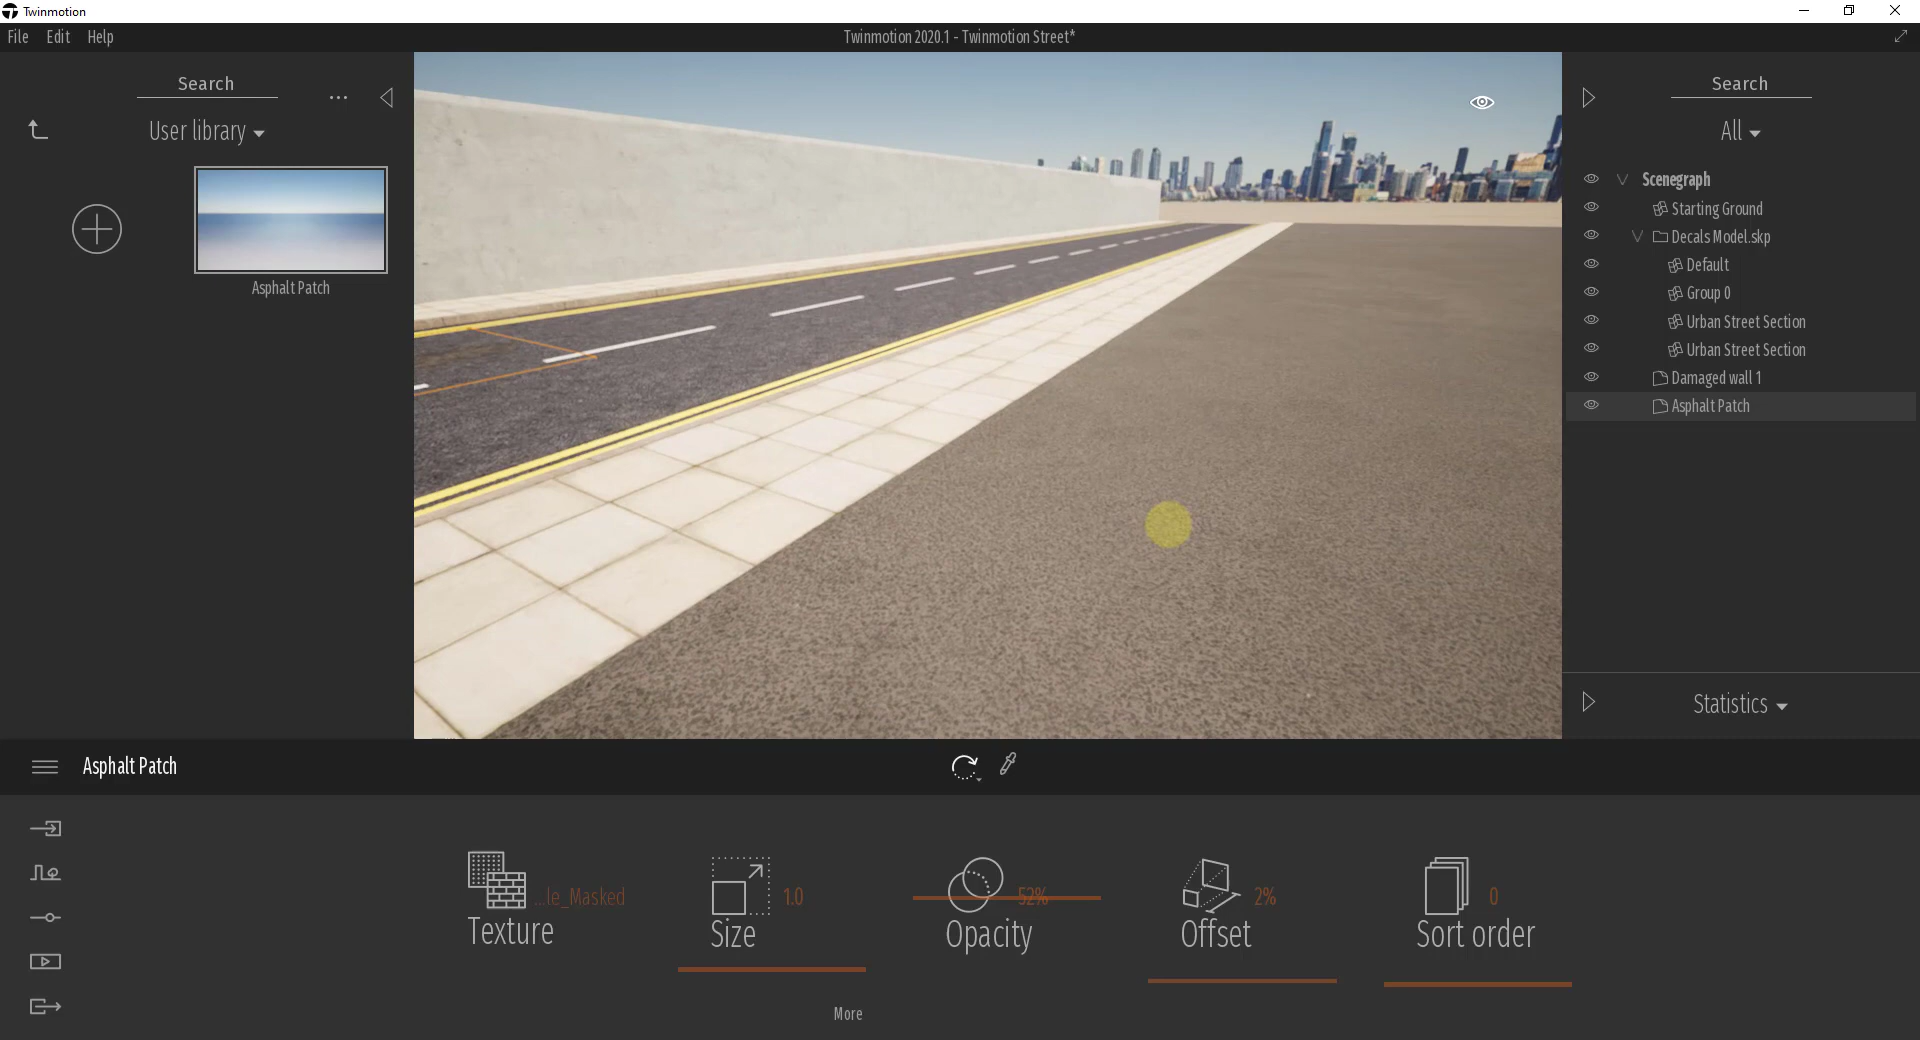 Twinmotion
File Edit Help
Twinmotion 2020.1 - Twinmotion Street*
Search
User library
Asphalt Patch
Search
All
Scenegraph
Starting Ground
Decals Model.skp
Default
Group 0
Urban Street Section
Urban Street Section
Damaged wall 1
Asphalt Patch
Statistics
Asphalt Patch
...le_Masked
Texture
1.0
Size
52%
Opacity
2%
Offset
0
Sort order
More